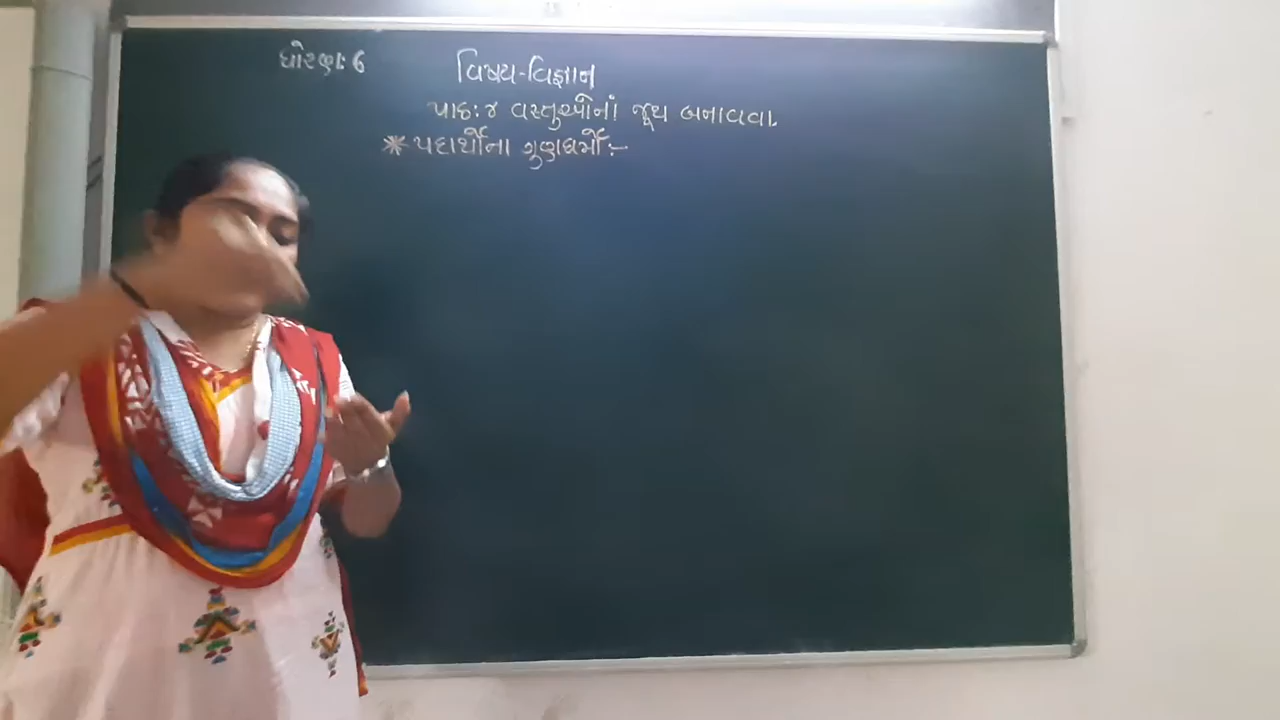 ધોરણ: 6
વિષય-વિજ્ઞાન
પાઠ: ૪ વસ્તુઓનાં જૂથ બનાવવા.
* પદાર્થોના ગુણધર્મો:-